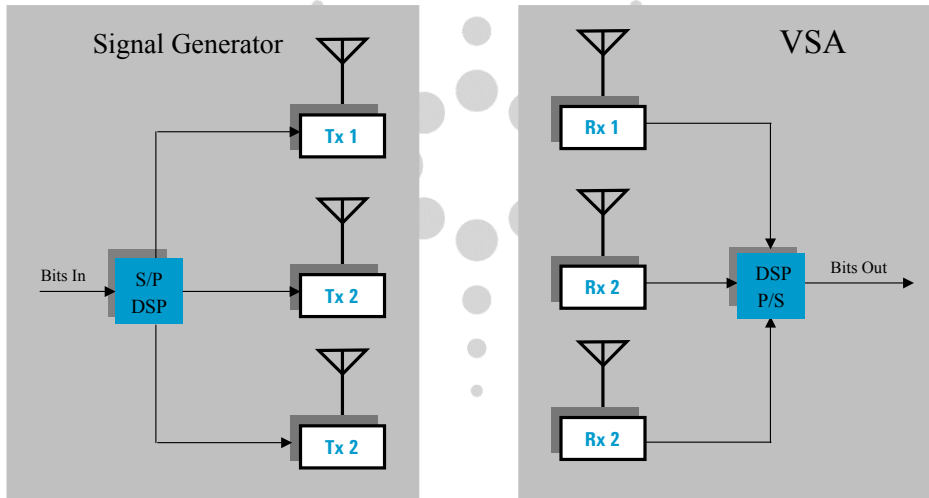 Signal Generator
Tx 1
Bits In
S/P
DSP
Tx 2
Tx 2
VSA
Rx 1
Rx 2
DSP
P/S
Bits Out
Rx 2